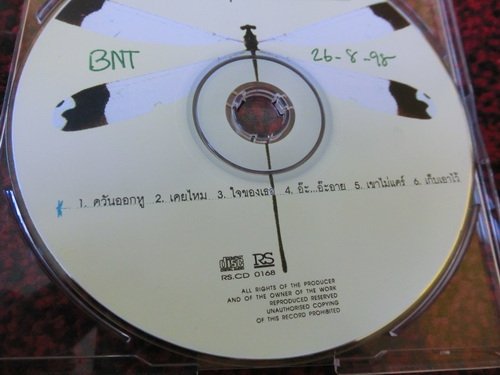 BNT
26-8-98
1. ควันออกหู 2. เคยไหม 3. ใจของเธอ 4. อ๊ะ...อ๊ะอาย 5. เขาไม่แคร์ 6. เก็บเอาไว้
disc RS
RS.CD 0168
ALL RIGHTS OF THE PRODUCER
AND OF THE OWNER OF THE WORK
REPRODUCED RESERVED
UNAUTHORISED COPYING
OF THIS RECORD PROHIBITED